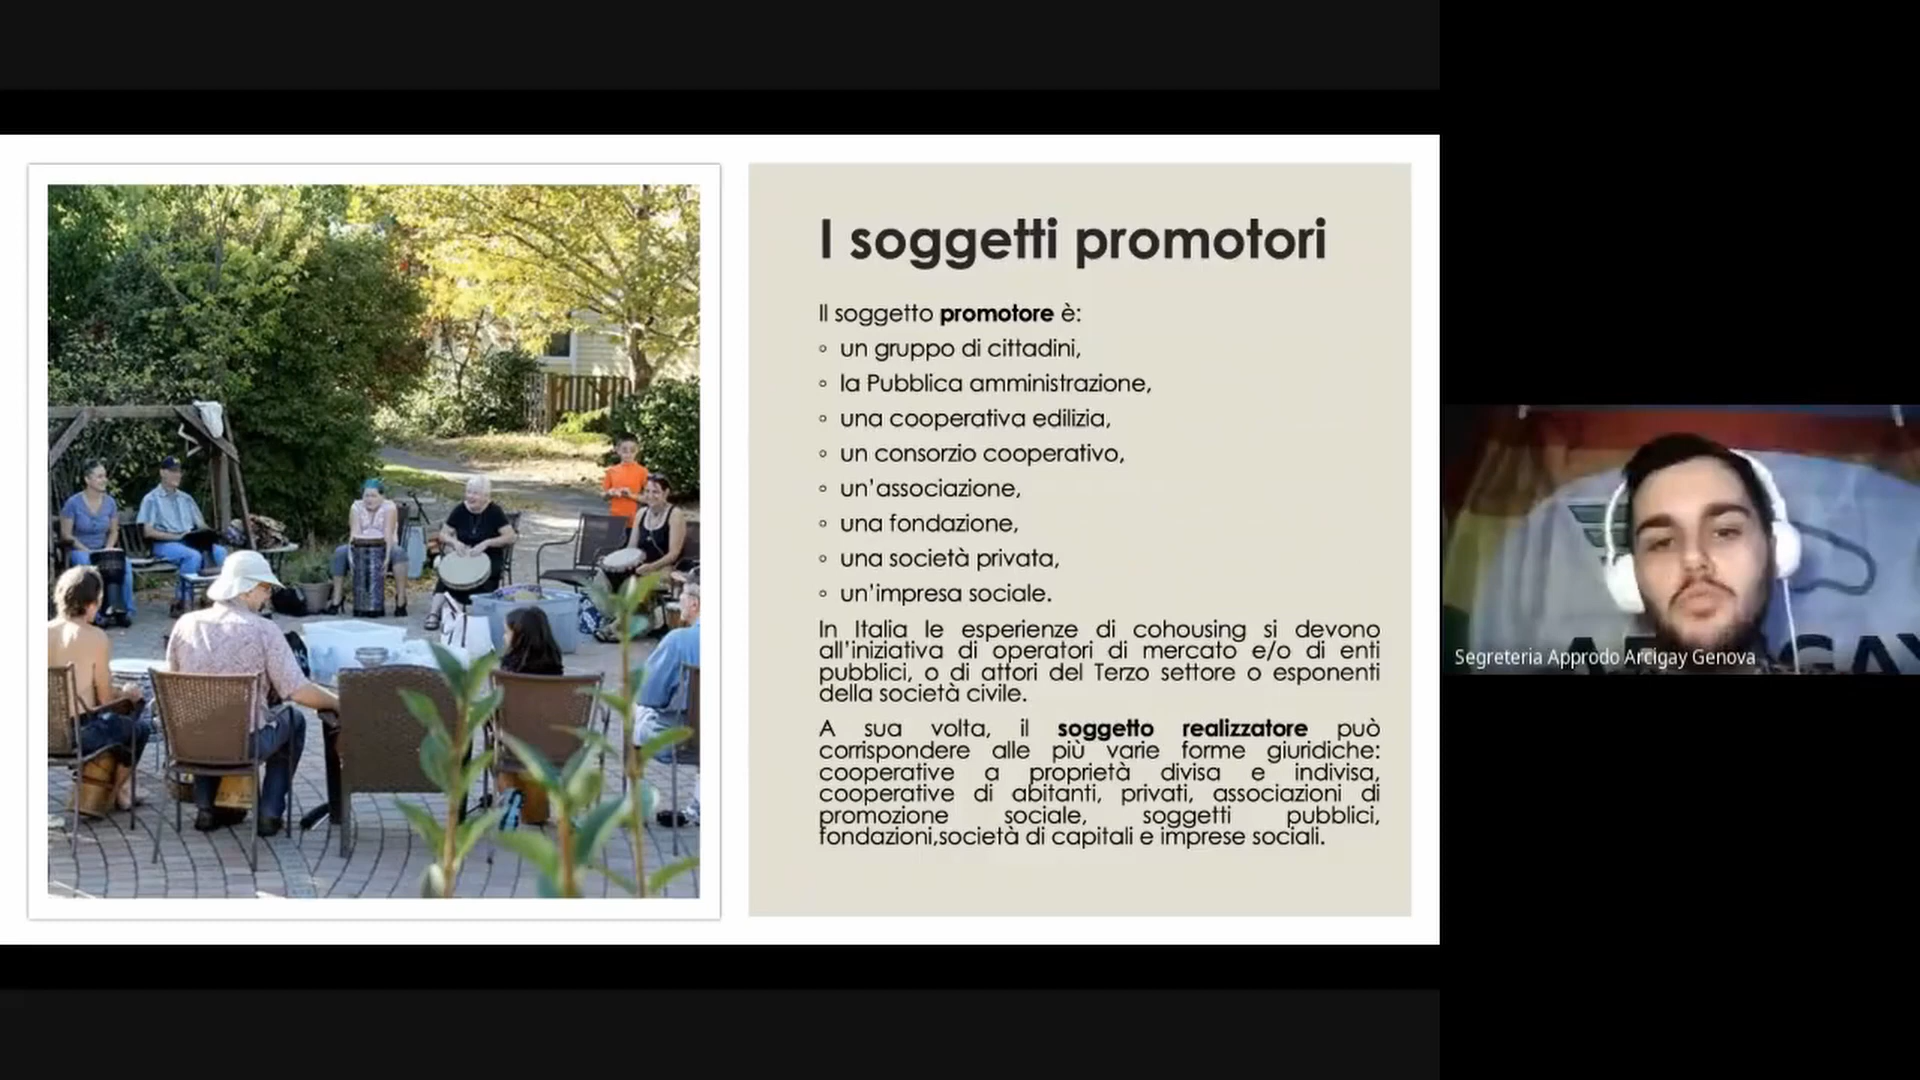 I soggetti promotori
Il soggetto promotore è:
◦ un gruppo di cittadini,
◦ la Pubblica amministrazione,
◦ una cooperativa edilizia,
◦ un consorzio cooperativo,
◦ un’associazione,
◦ una fondazione,
◦ una società privata,
◦ un’impresa sociale.
In Italia le esperienze di cohousing si devono
all’iniziativa di operatori di mercato e/o di enti
pubblici, o di attori del Terzo settore o esponenti
della società civile.
A sua volta, il soggetto realizzatore può
corrispondere alle più varie forme giuridiche:
cooperative a proprietà divisa e indivisa,
cooperative di abitanti, privati, associazioni di
promozione sociale, soggetti pubblici,
fondazioni,società di capitali e imprese sociali.
Segreteria Approdo Arcigay Genova